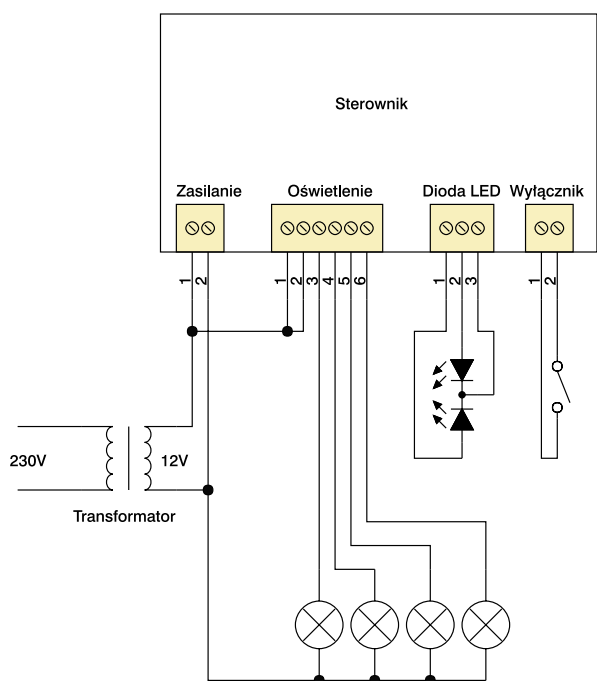 Sterownik
Zasilanie Oświetlenie Dioda LED Wyłącznik
1 2 1 2 3 4 5 6 1 2 3 1 2
230V 12V
Transformator